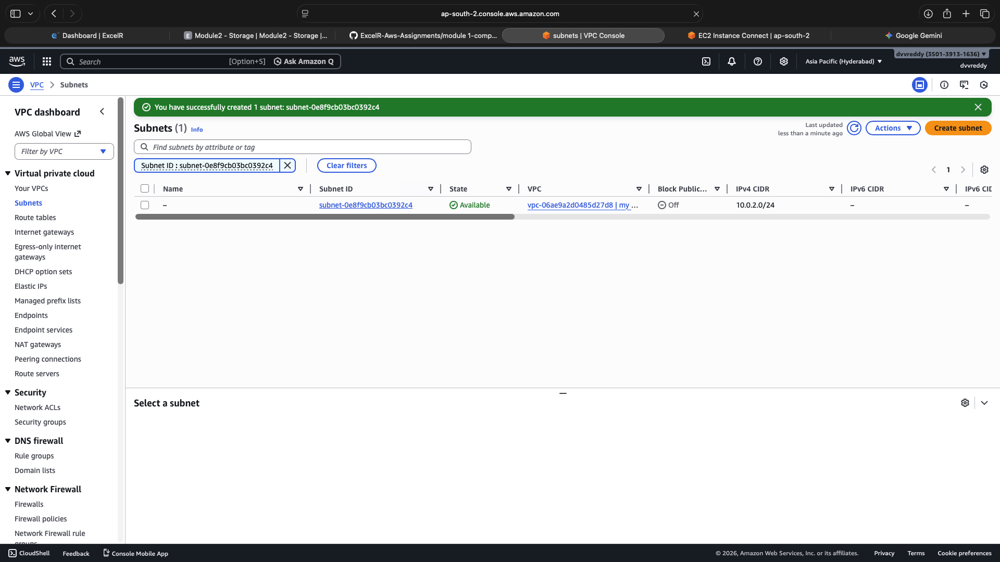 ap-south-2.console.aws.amazon.com
Dashboard | ExcelR
Module2 - Storage | Module2 - Storage |...
ExcelR-Aws-Assignments/module 1-comp...
subnets | VPC Console
EC2 Instance Connect | ap-south-2
Google Gemini
aws
Search
[Option+S]
Ask Amazon Q
Asia Pacific (Hyderabad)
dvvreddy (3501-3913-1636)
dvvreddy
VPC
Subnets
VPC dashboard
AWS Global View
Filter by VPC
Virtual private cloud
Your VPCs
Subnets
Route tables
Internet gateways
Egress-only internet
gateways
DHCP option sets
Elastic IPs
Managed prefix lists
Endpoints
Endpoint services
NAT gateways
Peering connections
Route servers
Security
Network ACLs
Security groups
DNS firewall
Rule groups
Domain lists
Network Firewall
Firewalls
Firewall policies
Network Firewall rule
groups
You have successfully created 1 subnet: subnet-0e8f9cb03bc0392c4
Subnets (1) Info
Last updated
less than a minute ago
Actions
Create subnet
Find subnets by attribute or tag
Subnet ID : subnet-0e8f9cb03bc0392c4
Clear filters
1
Name
Subnet ID
State
VPC
Block Public...
IPv4 CIDR
IPv6 CIDR
IPv6 CID
–
subnet-0e8f9cb03bc0392c4
Available
vpc-06ae9a2d0485d27d8 | my ...
Off
10.0.2.0/24
–
–
Select a subnet
CloudShell
Feedback
Console Mobile App
© 2026, Amazon Web Services, Inc. or its affiliates.
Privacy
Terms
Cookie preferences